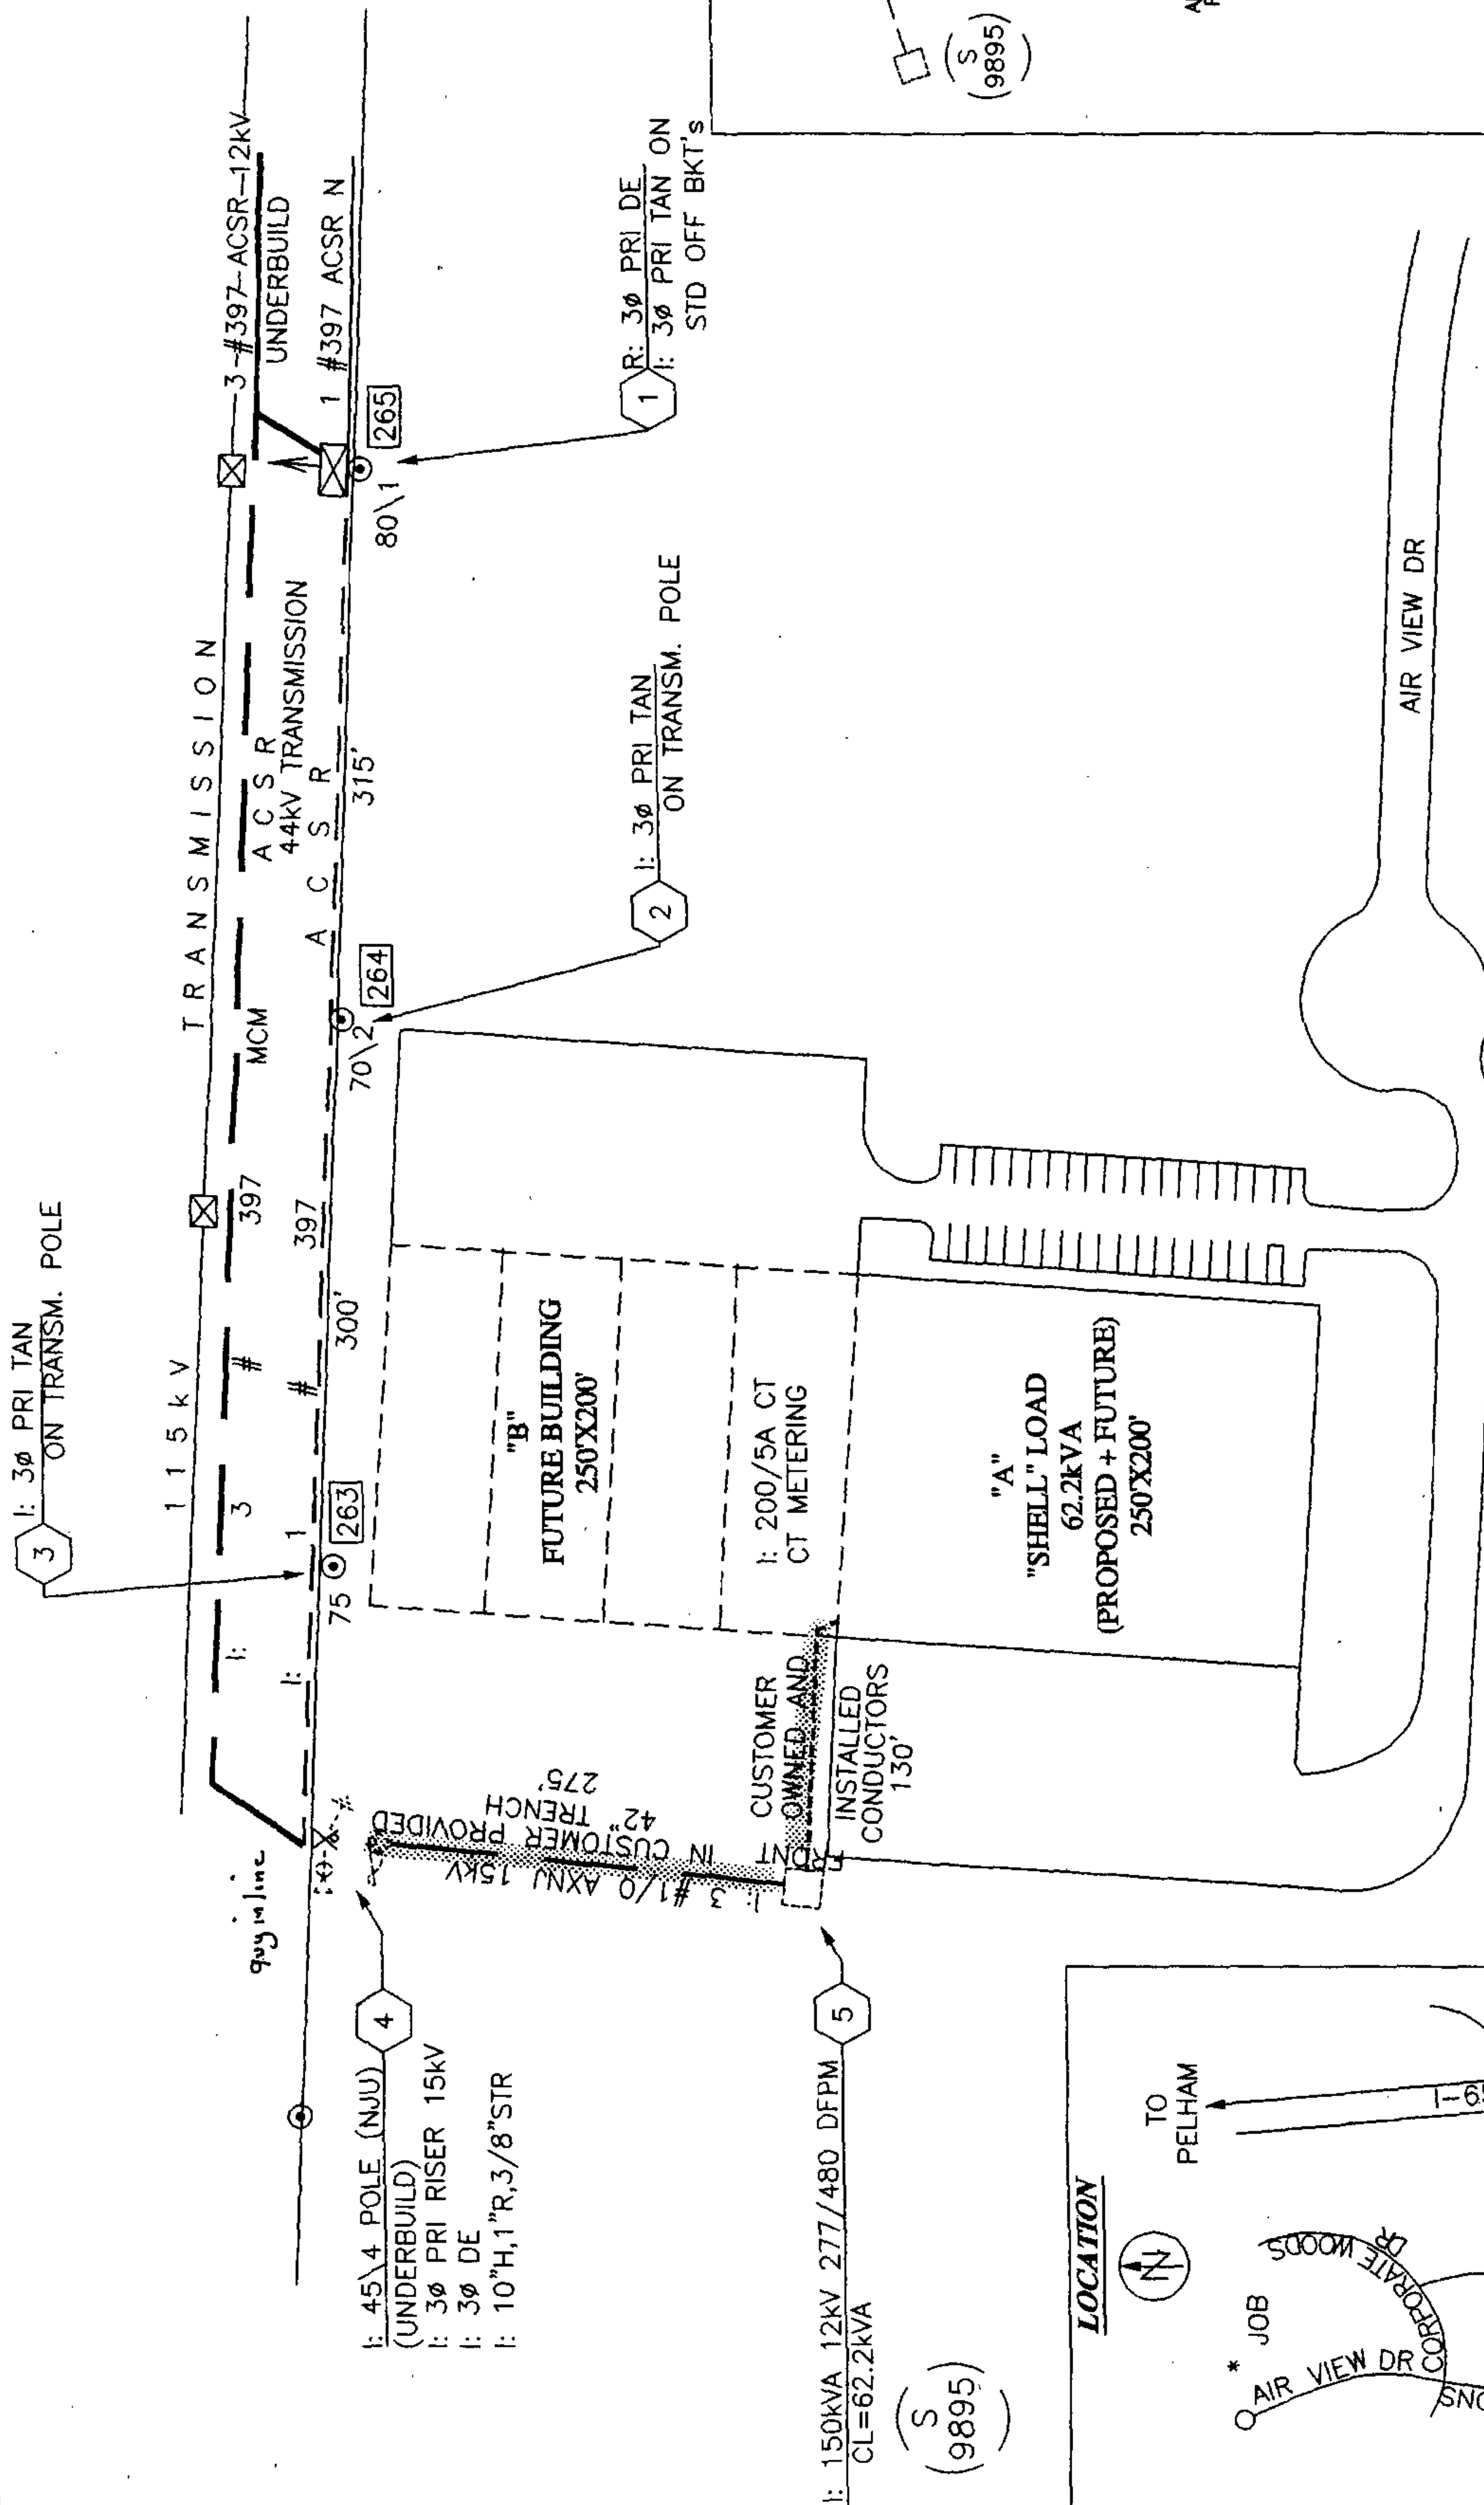 3
I: 3ø PRI TAN
ON TRANSM. POLE
115kV
TRANSMISSION
3-#397-ACSR-12kV
UNDERBUILD
I: 3 # 397 MCM ACSR
44kV TRANSMISSION
I: 1 # 397 ACSR
1 #397 ACSR N
guy in line
75
263
300'
70\2
264
315'
80\1
265
4
I: 45\4 POLE (NJU)
(UNDERBUILD)
I: 3ø PRI RISER 15kV
I: 3ø DE
I: 10"H,1"R,3/8"STR
I: 3 #1/0 AXNJ 15kV
IN CUSTOMER PROVIDED
42" TRENCH
275'
FRONT
CUSTOMER
OWNED AND
INSTALLED
CONDUCTORS
130'
"B"
FUTURE BUILDING
250'X200'
I: 200/5A CT
CT METERING
"A"
"SHELL" LOAD
62.2kVA
(PROPOSED + FUTURE)
250'X200'
2
I: 3ø PRI TAN
ON TRANSM. POLE
1
R: 3ø PRI DE
I: 3ø PRI TAN ON
STD OFF BKT's
S
9895
AIR VIEW DR
5
I: 150kVA 12kV 277/480 DFPM
CL=62.2kVA
S
9895
LOCATION
N
TO
PELHAM
* JOB
AIR VIEW DR
CORPORATE WOODS
DR